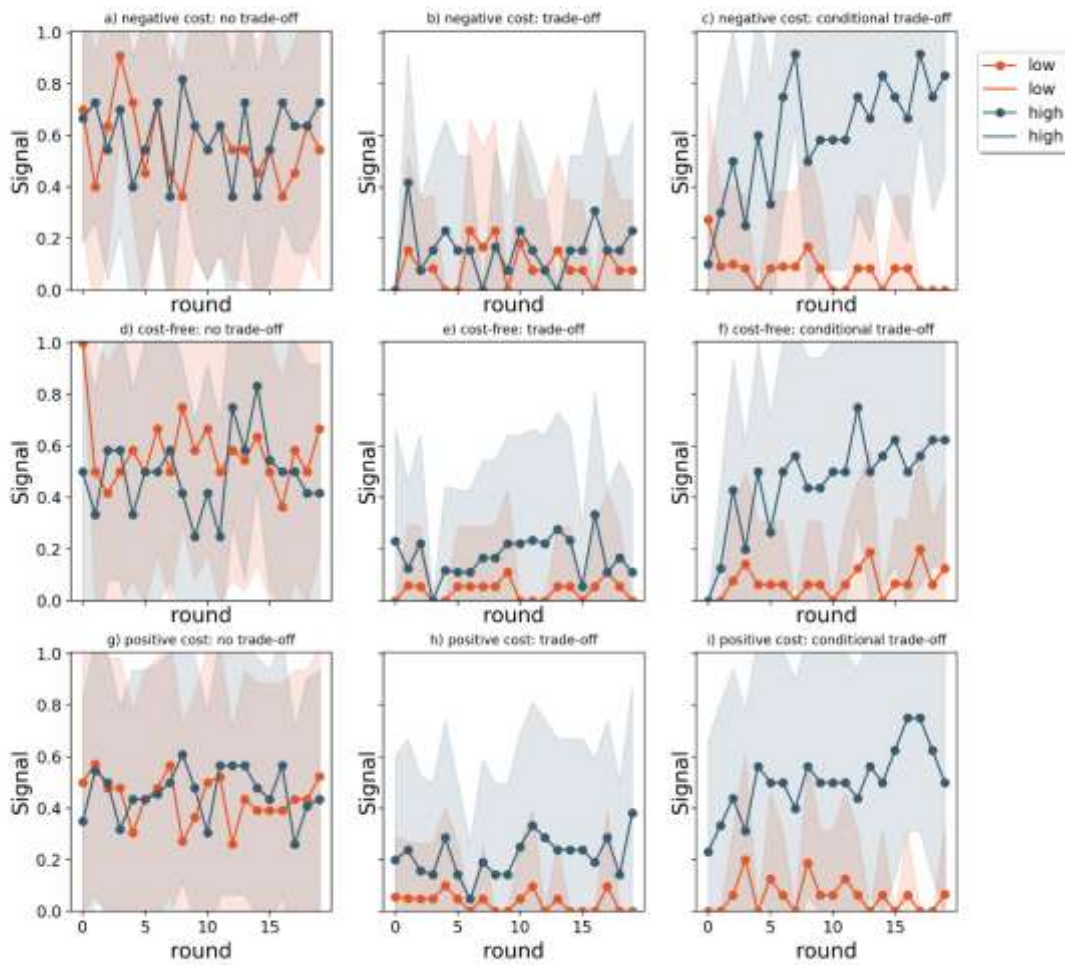 a) negative cost: no trade-off
b) negative cost: trade-off
c) negative cost: conditional trade-off
1.0
0.8
0.6
0.4
0.2
0.0
Signal
Signal
Signal
round
round
round
low
low
high
high
d) cost-free: no trade-off
e) cost-free: trade-off
f) cost-free: conditional trade-off
1.0
0.8
0.6
0.4
0.2
0.0
Signal
Signal
Signal
round
round
round
g) positive cost: no trade-off
h) positive cost: trade-off
i) positive cost: conditional trade-off
1.0
0.8
0.6
0.4
0.2
0.0
Signal
Signal
Signal
0 5 10 15
0 5 10 15
0 5 10 15
round
round
round